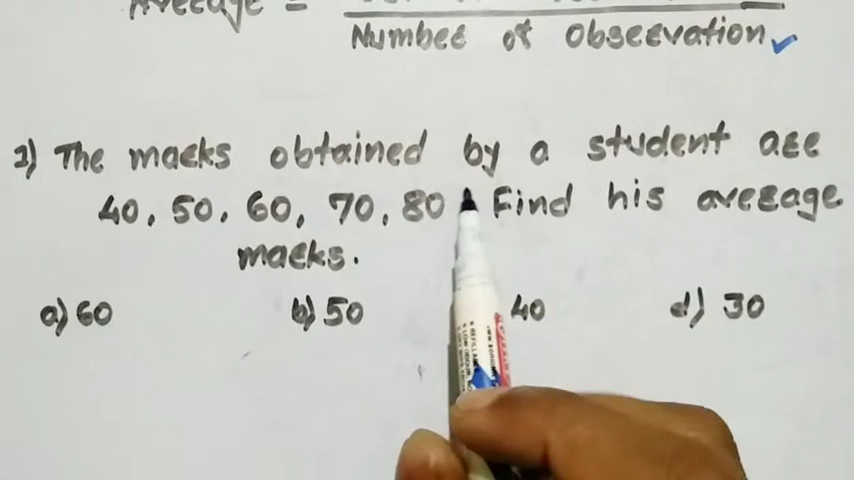 Average =
Number of Observation
1) The marks obtained by a student are
40, 50, 60, 70, 80 Find his average
marks.
a) 60 b) 50 40 d) 30